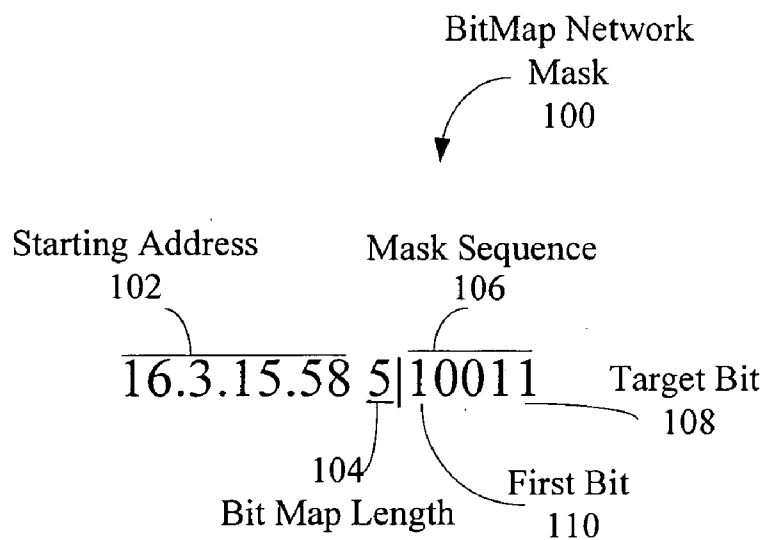 BitMap Network
Mask
100
Starting Address
102
Mask Sequence
106
16.3.15.58 5|10011
Target Bit
108
104
Bit Map Length
First Bit
110